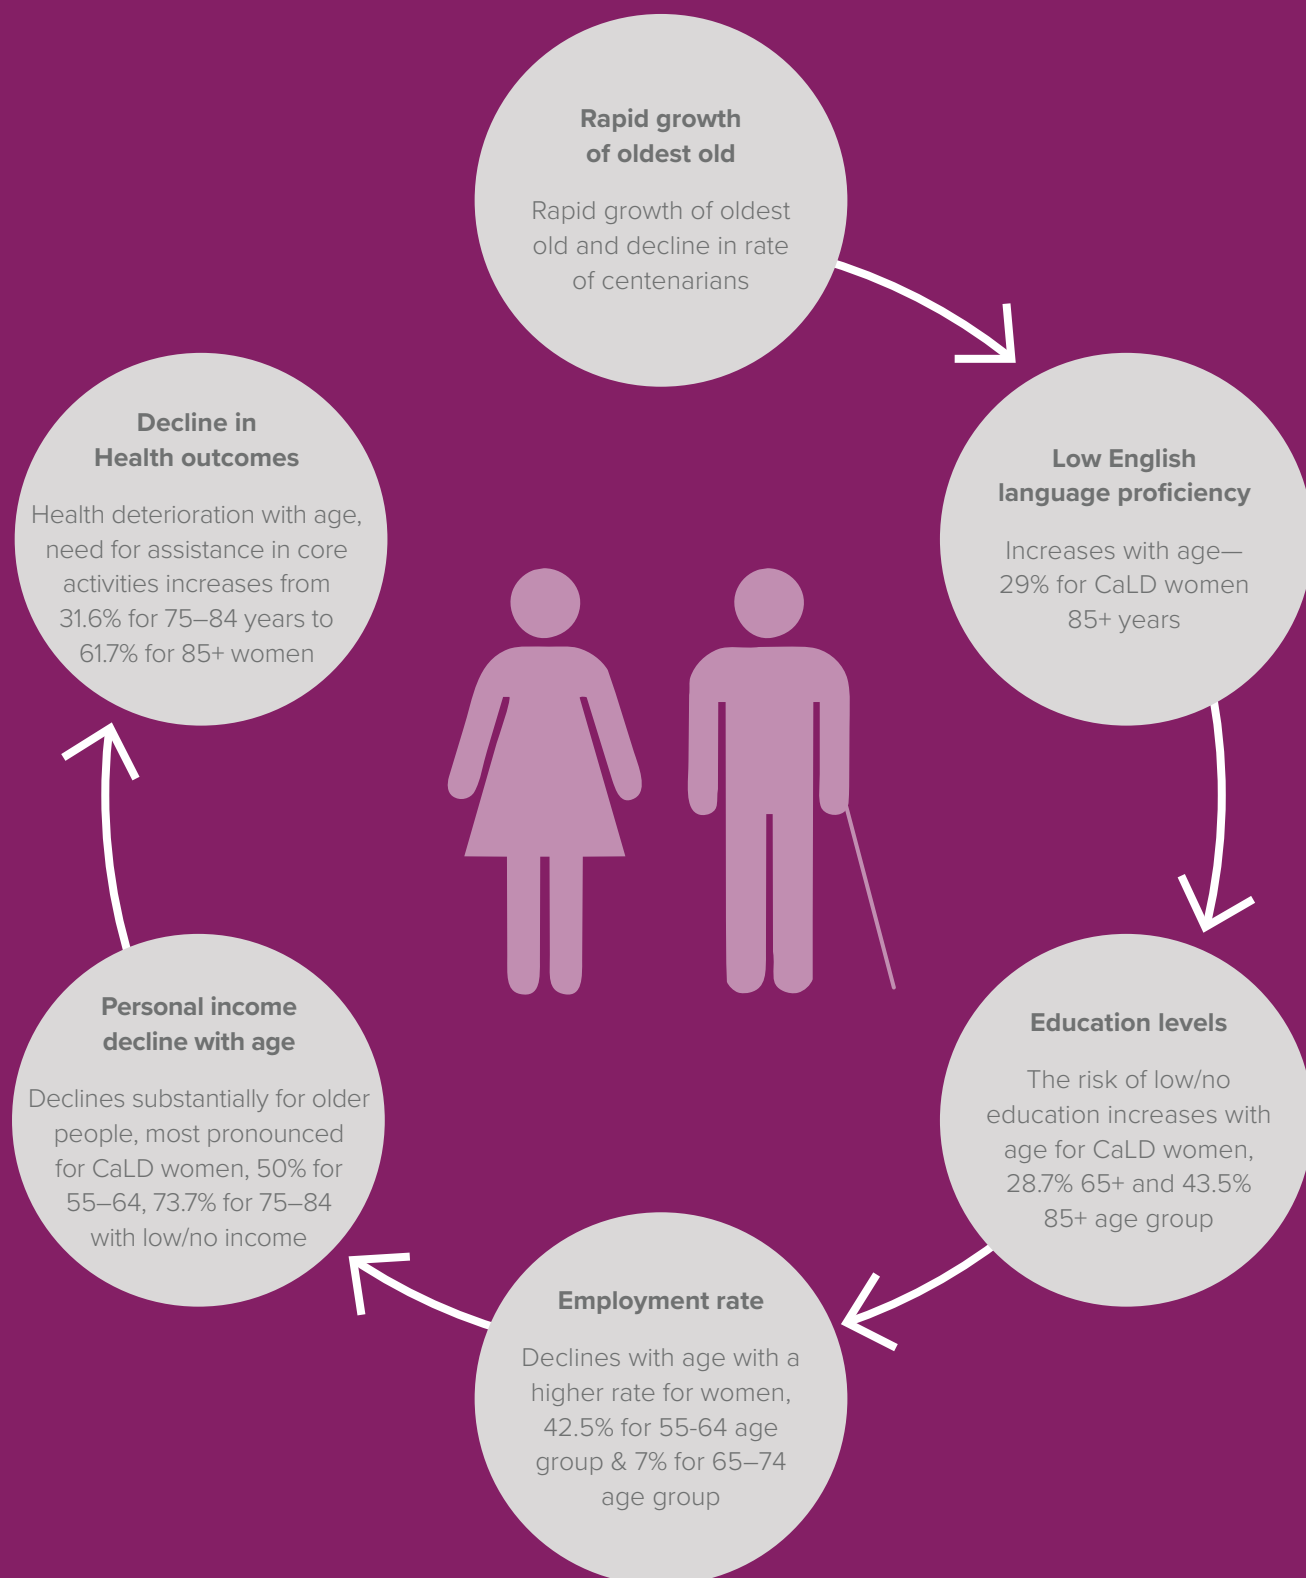 Rapid growth
of oldest old
Rapid growth of oldest
old and decline in rate
of centenarians
Low English
language proficiency
Increases with age—
29% for CaLD women
85+ years
Education levels
The risk of low/no
education increases with
age for CaLD women,
28.7% 65+ and 43.5%
85+ age group
Employment rate
Declines with age with a
higher rate for women,
42.5% for 55-64 age
group & 7% for 65–74
age group
Personal income
decline with age
Declines substantially for older
people, most pronounced
for CaLD women, 50% for
55–64, 73.7% for 75–84
with low/no income
Decline in
Health outcomes
Health deterioration with age,
need for assistance in core
activities increases from
31.6% for 75–84 years to
61.7% for 85+ women